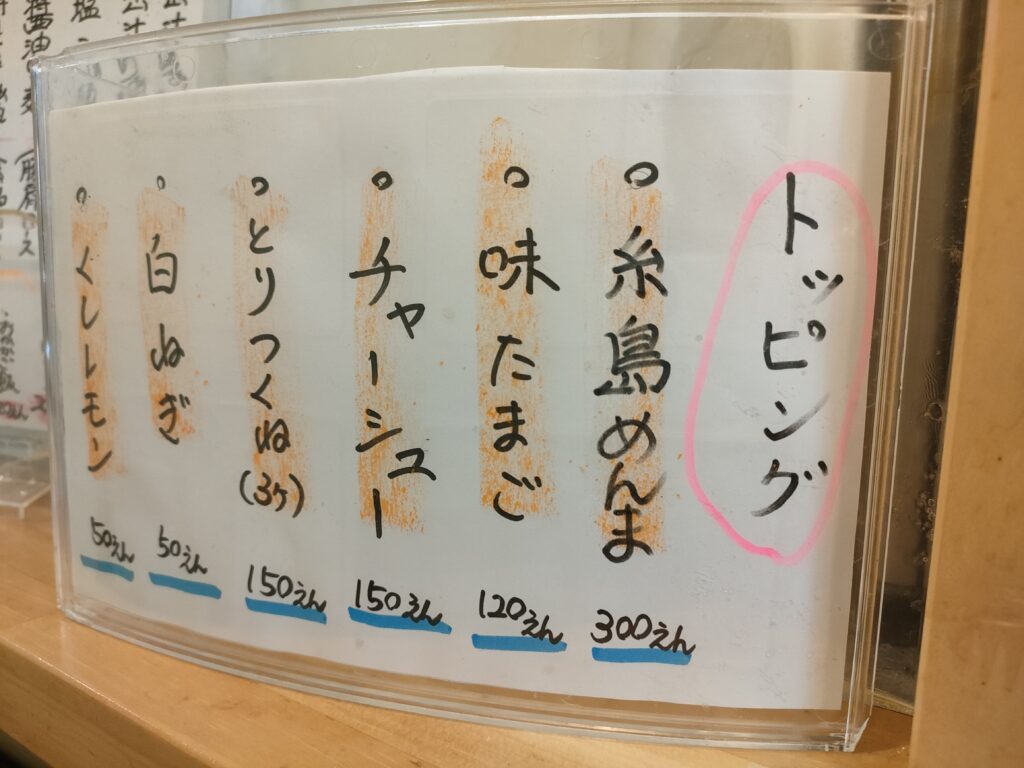 トッピング
○糸島めんま 300えん
○味たまご 120えん
○チャーシュー 150えん
○とりつくね(3ヶ) 150えん
○白ねぎ 50えん
○くしレモン 50えん